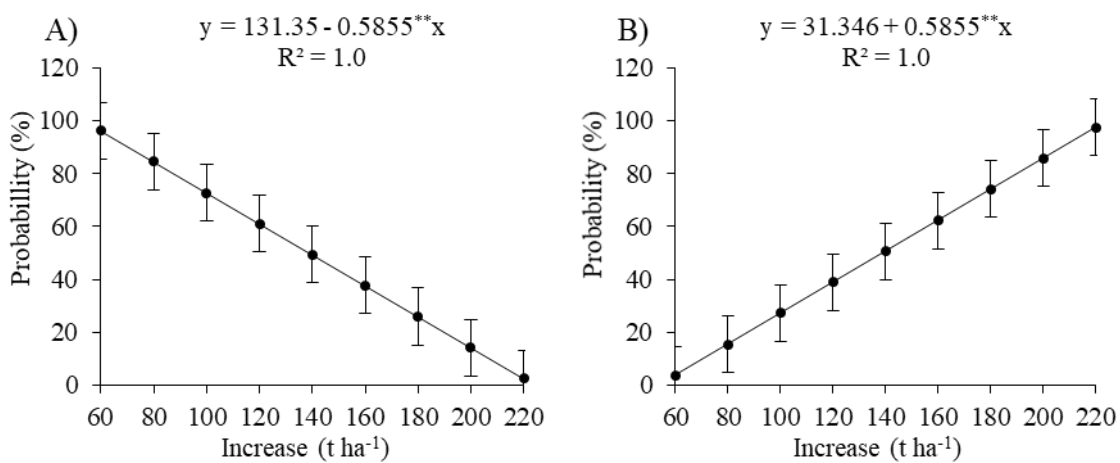 A)
y = 131.35 - 0.5855**x
R² = 1.0
Probabillity (%)
120
100
80
60
40
20
0
60 80 100 120 140 160 180 200 220
Increase (t ha⁻¹)
B)
y = 31.346 + 0.5855**x
R² = 1.0
Probability (%)
120
100
80
60
40
20
0
60 80 100 120 140 160 180 200 220
Increase (t ha⁻¹)